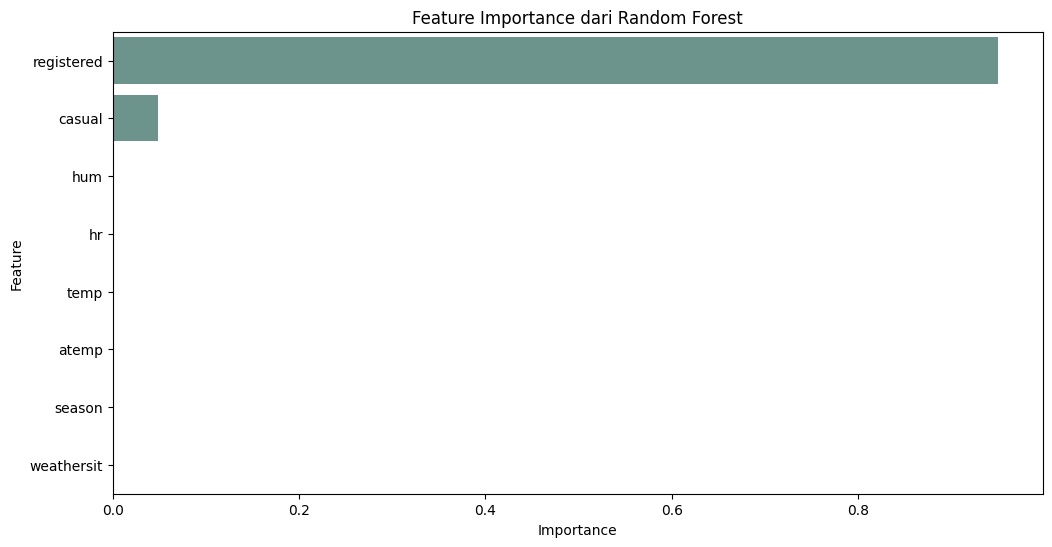 Feature Importance dari Random Forest
registered
casual
hum
hr
temp
atemp
season
weathersit
Feature
0.0 0.2 0.4 0.6 0.8
Importance